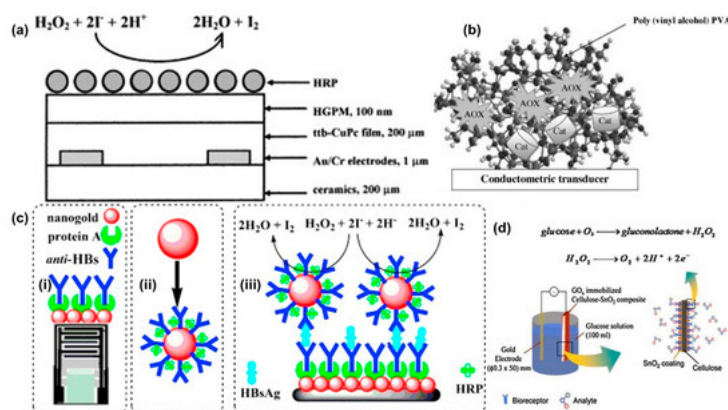 (a)
H₂O₂ + 2I⁻ + 2H⁺ 2H₂O + I₂
HRP
HGPM, 100 nm
ttb-CuPc film, 200 μm
Au/Cr electrodes, 1 μm
ceramics, 200 μm
(b)
Poly (vinyl alcohol) PVA
AOX
AOX
AOX
Cat
Cat
Cat
Conductometric transducer
(c)
nanogold
protein A
anti-HBs
(i)
(ii)
(iii)
2H₂O + I₂ H₂O₂ + 2I⁻ + 2H⁺ 2H₂O + I₂
HBsAg
HRP
(d)
glucose + O₂ → gluconolactone + H₂O₂
H₂O₂ → O₂ + 2H⁺ + 2e⁻
GOₓ immobilized
Cellulose-SnO₂ composite
Glucose solution
(100 ml)
Gold
Electrode
(ϕ0.3 x 50) mm
SnO₂ coating
Cellulose
Bioreceptor
Analyte